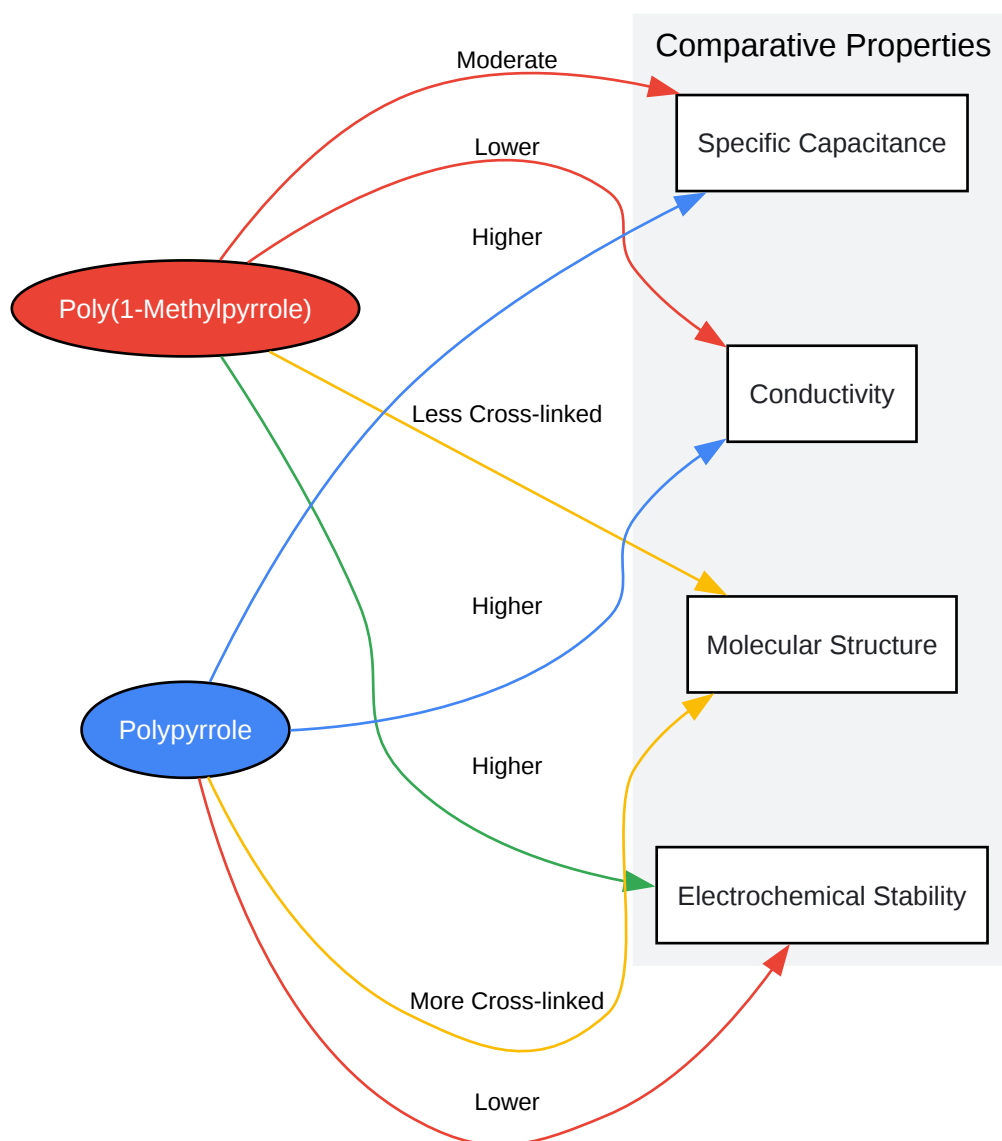 Comparative Properties
Moderate
Specific Capacitance
Lower
Higher
Poly(1-Methylpyrrole)
Conductivity
Less Cross-linked
Higher
Molecular Structure
Polypyrrole
Higher
Electrochemical Stability
More Cross-linked
Lower